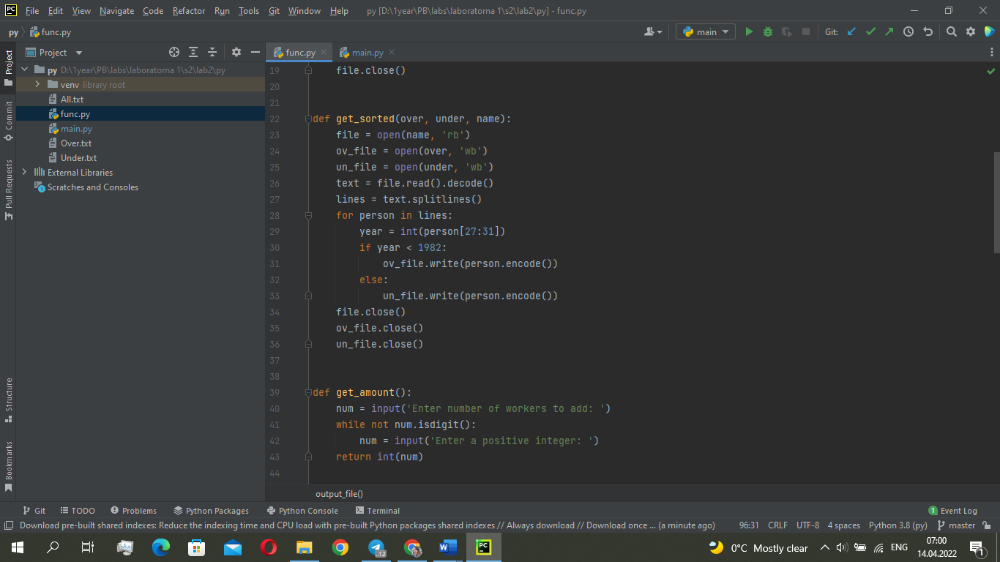 PC File Edit View Navigate Code Refactor Run Tools Git Window Help py [D:\1year\PB\labs\laboratorna 1\s2\lab2\py] - func.py
py func.py main Git:
Project func.py main.py
Project
Commit
Pull Requests
Structure
Bookmarks
py D:\1year\PB\labs\laboratorna 1\s2\lab2\py
venv library root
All.txt
func.py
main.py
Over.txt
Under.txt
External Libraries
Scratches and Consoles
19 file.close()
20
21
22 def get_sorted(over, under, name):
23 file = open(name, 'rb')
24 ov_file = open(over, 'wb')
25 un_file = open(under, 'wb')
26 text = file.read().decode()
27 lines = text.splitlines()
28 for person in lines:
29 year = int(person[27:31])
30 if year < 1982:
31 ov_file.write(person.encode())
32 else:
33 un_file.write(person.encode())
34 file.close()
35 ov_file.close()
36 un_file.close()
37
38
39 def get_amount():
40 num = input('Enter number of workers to add: ')
41 while not num.isdigit():
42 num = input('Enter a positive integer: ')
43 return int(num)
44
output_file()
Git TODO Problems Python Packages Python Console Terminal 1 Event Log
Download pre-built shared indexes: Reduce the indexing time and CPU load with pre-built Python packages shared indexes // Always download // Download once ... (a minute ago) 96:31 CRLF UTF-8 4 spaces Python 3.8 (py) master
12 W PC 0°C Mostly clear ENG 07:00 1
14.04.2022